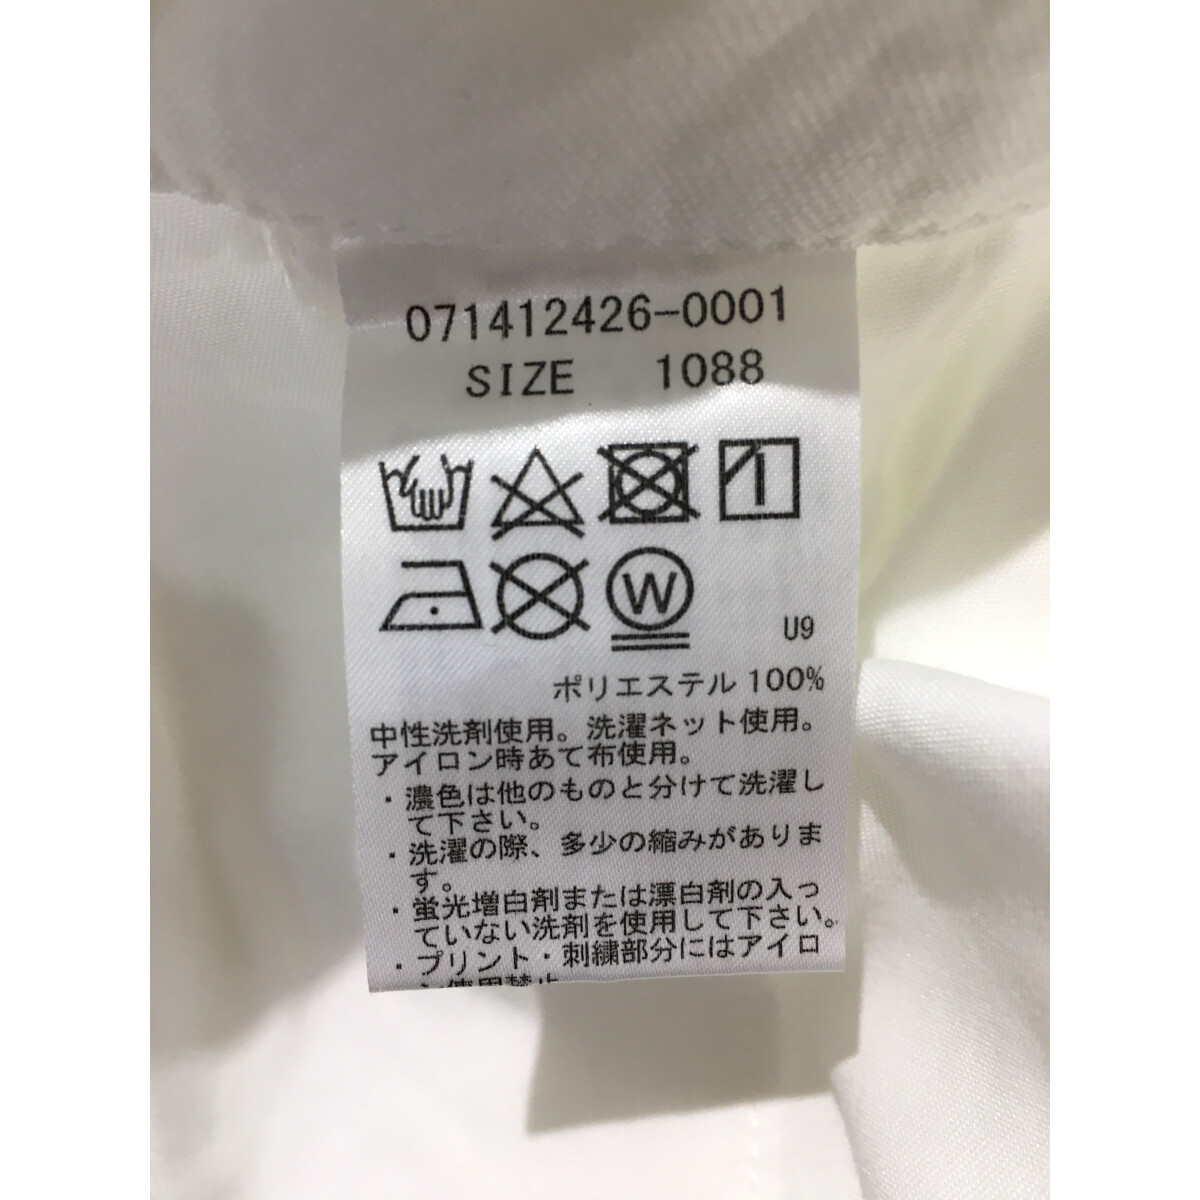 071412426-0001
SIZE 1088
W
U9
ポリエステル 100%
中性洗剤使用。洗濯ネット使用。
アイロン時あて布使用。
・濃色は他のものと分けて洗濯し
て下さい。
・洗濯の際、多少の縮みがありま
す。
・蛍光増白剤または漂白剤の入っ
ていない洗剤を使用して下さい。
・プリント・刺繍部分にはアイロ
ン使用禁止